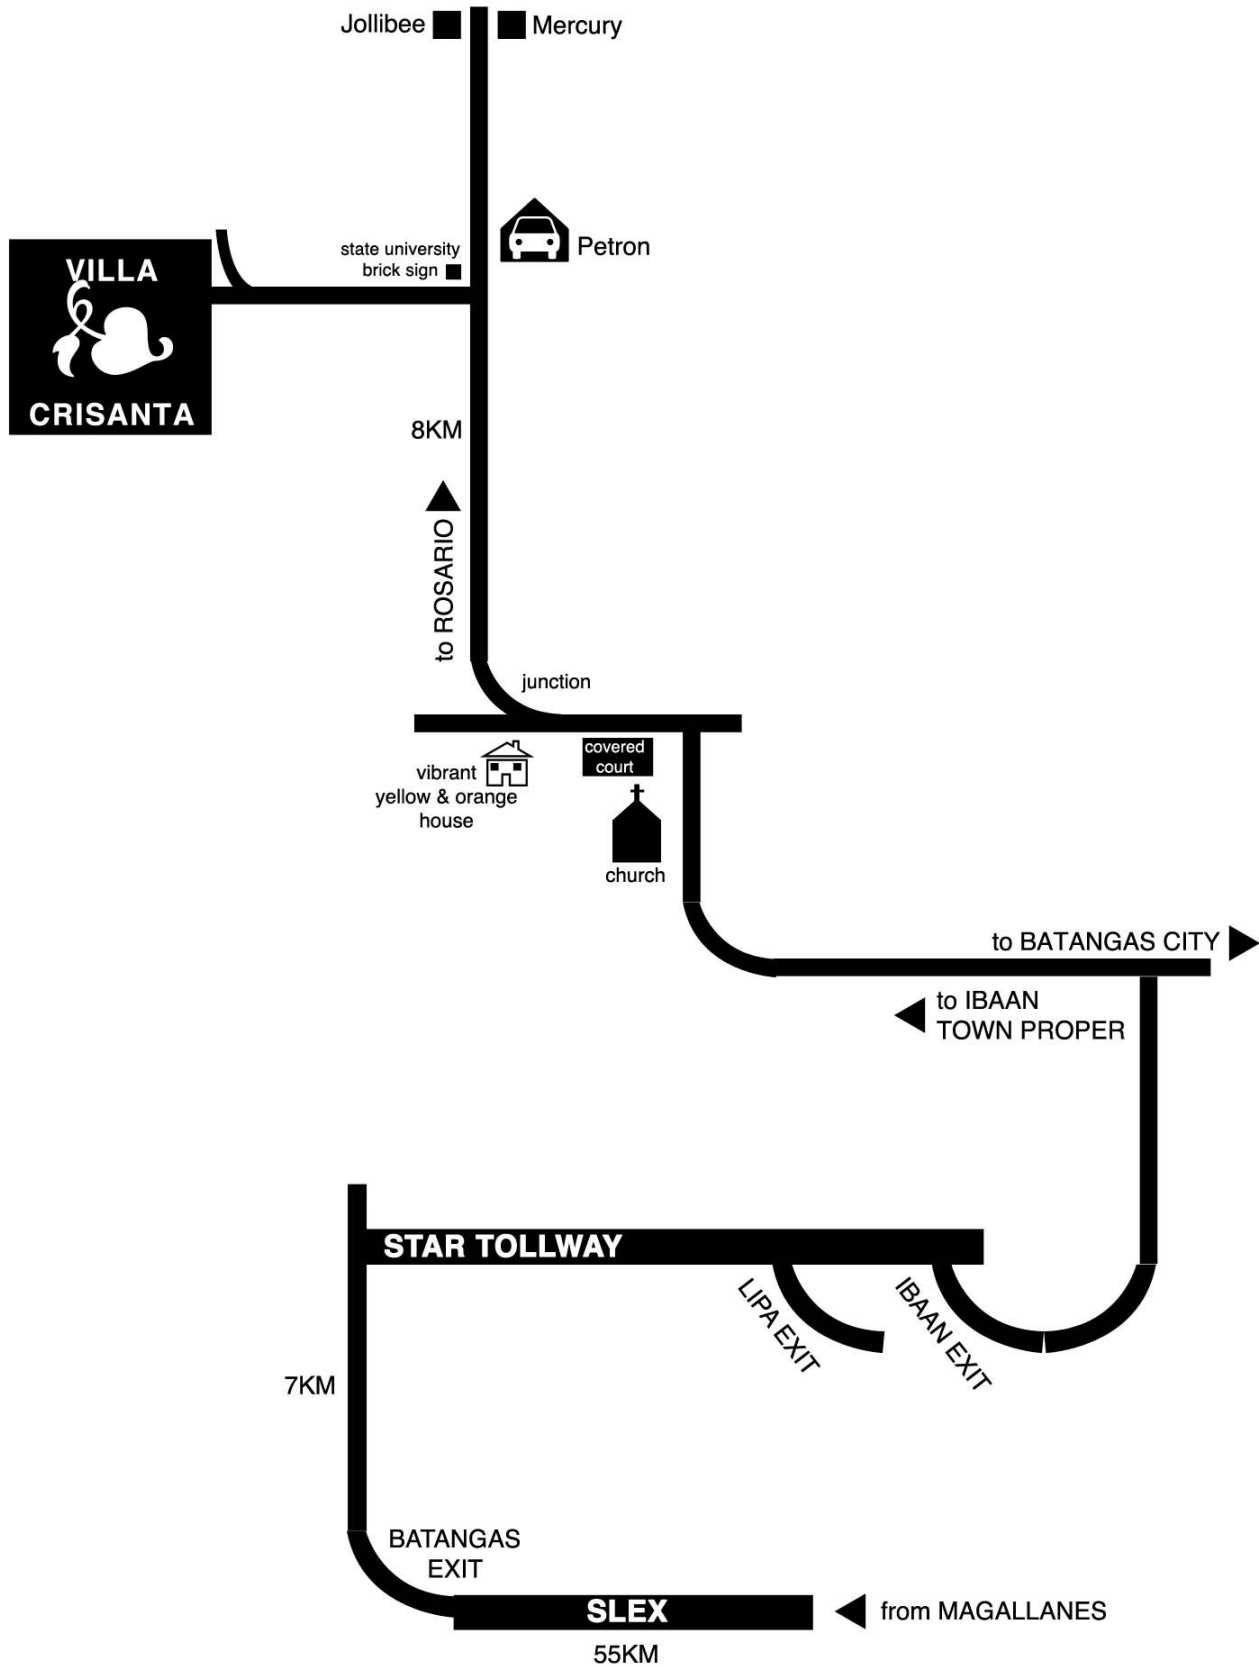 Jollibee
Mercury
state university
brick sign
Petron
VILLA
CRISANTA
8KM
to ROSARIO
junction
covered
court
vibrant
yellow & orange
house
church
to BATANGAS CITY
to IBAAN
TOWN PROPER
STAR TOLLWAY
LIPA EXIT
IBAAN EXIT
7KM
BATANGAS
EXIT
SLEX
from MAGALLANES
55KM